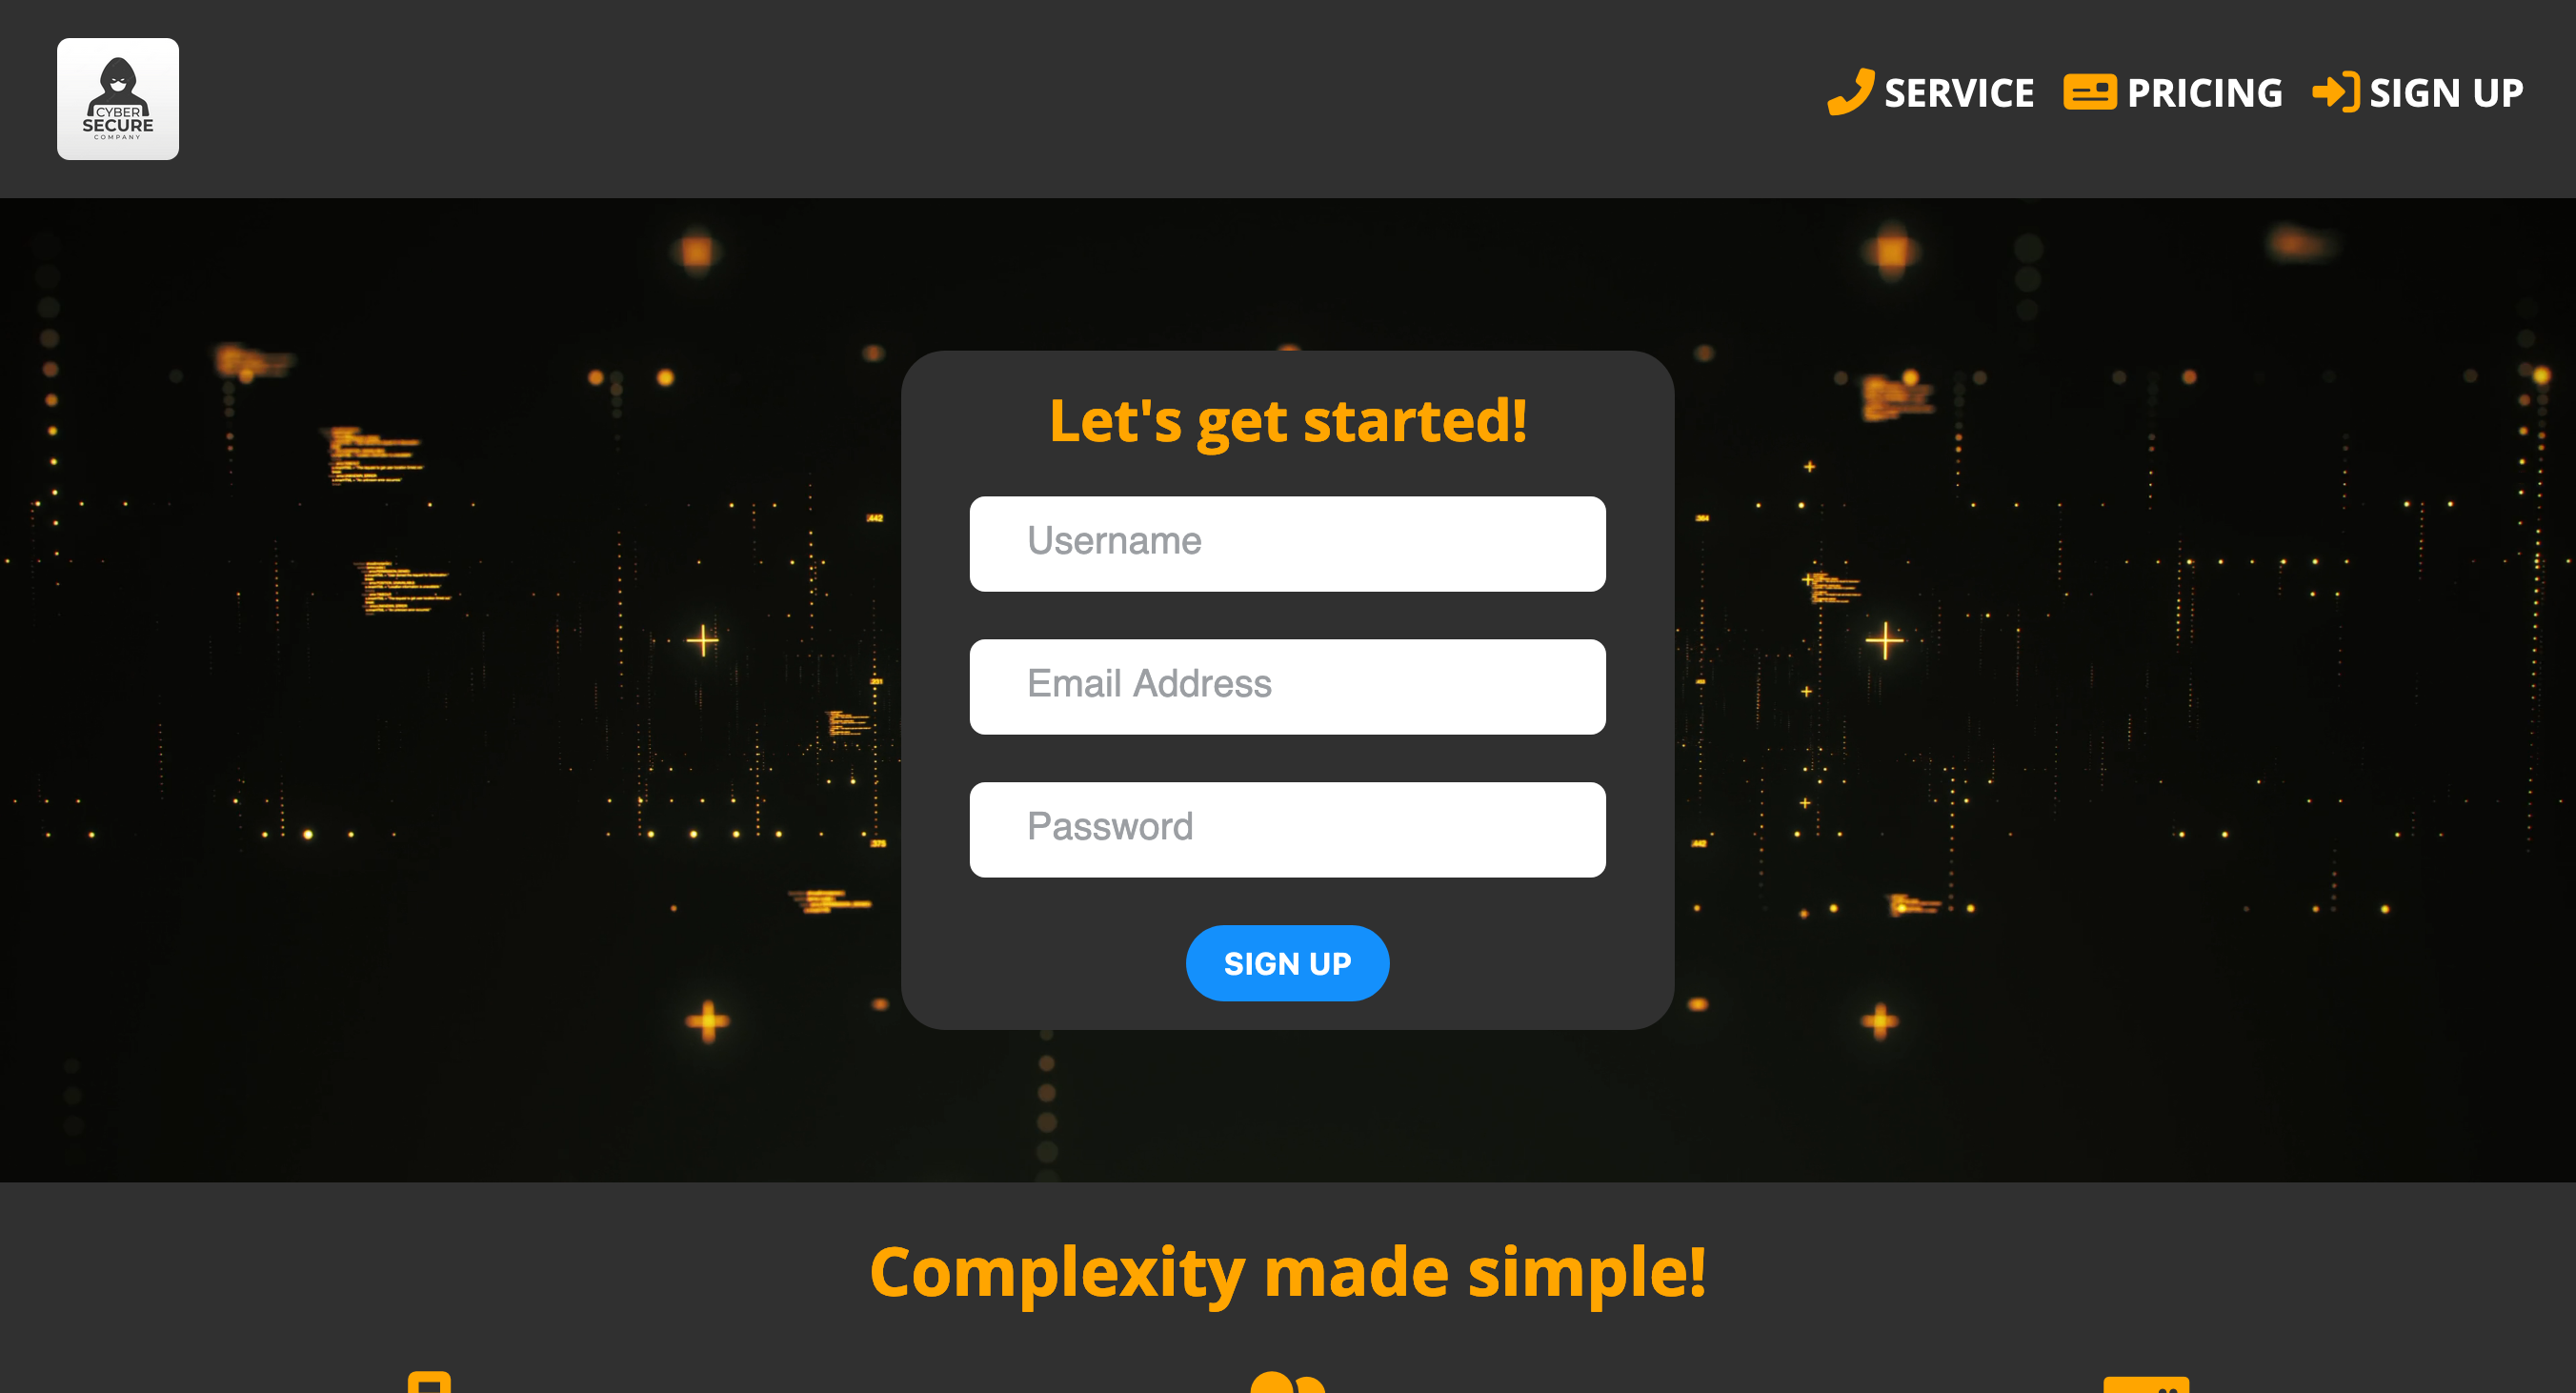 CYBER
SECURE
COMPANY
SERVICE PRICING SIGN UP
Let's get started!
Username
Email Address
Password
SIGN UP
Complexity made simple!